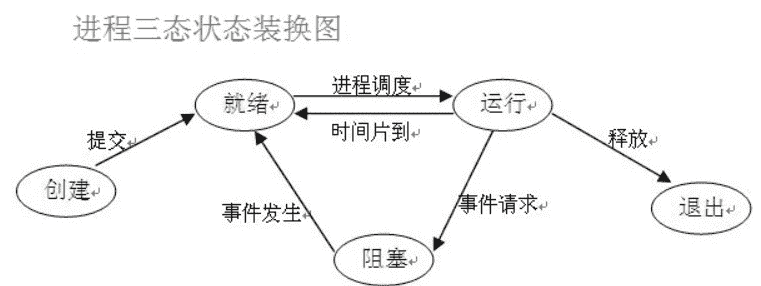 进程三态状态装换图
就绪
进程调度
运行
时间片到
提交
释放
创建
事件发生
事件请求
退出
阻塞